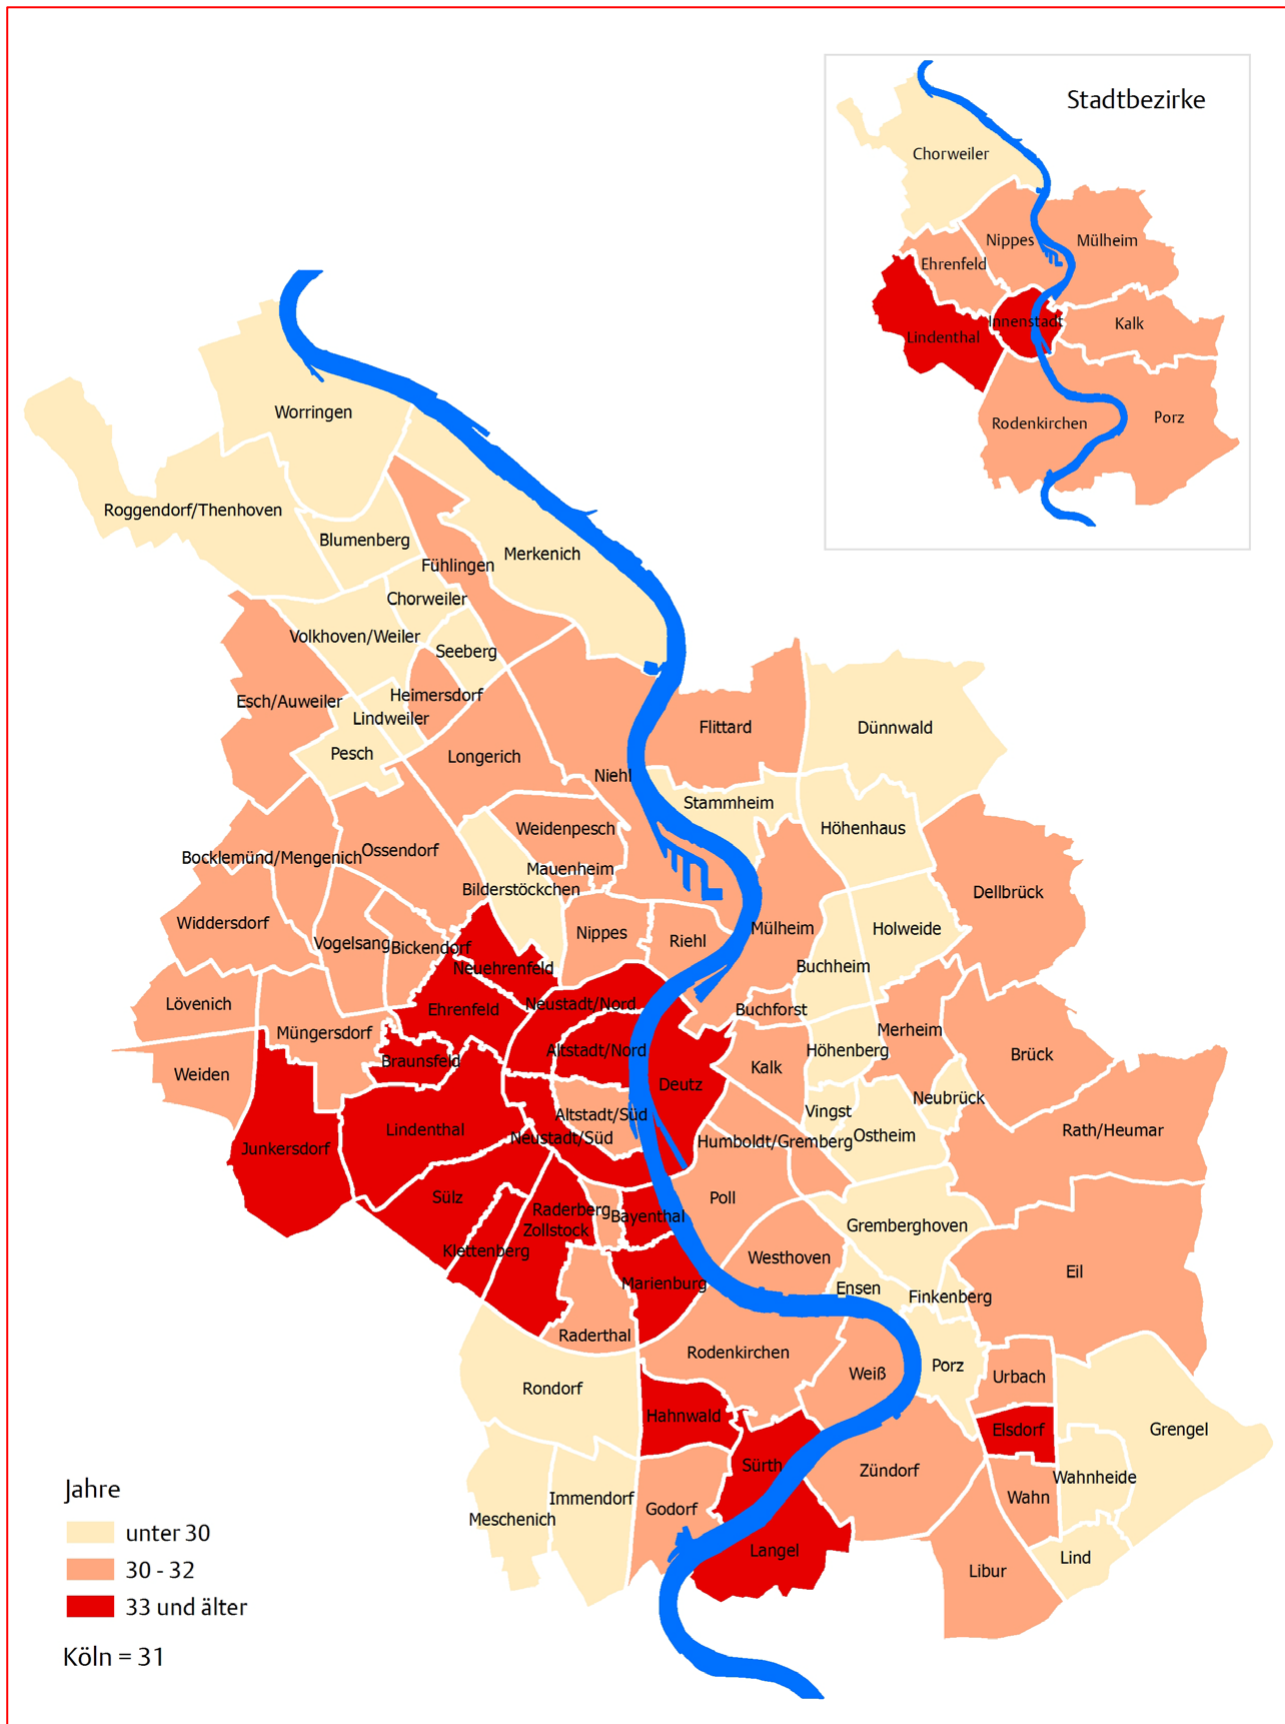 Stadtbezirke
Chorweiler
Nippes
Mülheim
Ehrenfeld
Innenstadt
Kalk
Lindenthal
Rodenkirchen
Porz
Worringen
Roggendorf/Thenhoven
Blumenberg
Merkenich
Fühlingen
Chorweiler
Volkhoven/Weiler
Seeberg
Heimersdorf
Esch/Auweiler
Lindweiler
Pesch
Longerich
Flittard
Dünnwald
Niehl
Stammheim
Höhenhaus
Weidenpesch
Ossendorf
Bocklemünd/Mengenich
Mauenheim
Bilderstöckchen
Dellbrück
Widdersdorf
Vogelsang
Bickendorf
Nippes
Riehl
Mülheim
Holweide
Neuehrenfeld
Buchheim
Lövenich
Ehrenfeld
Neustadt/Nord
Buchforst
Müngersdorf
Merheim
Altstadt/Nord
Höhenberg
Brück
Braunsfeld
Kalk
Weiden
Deutz
Neubrück
Altstadt/Süd
Vingst
Lindenthal
Neustadt/Süd
Humboldt/Gremberg
Ostheim
Rath/Heumar
Junkersdorf
Sülz
Poll
Raderberg
Bayenthal
Zollstock
Gremberghoven
Klettenberg
Westhoven
Eil
Marienburg
Ensen
Finkenberg
Raderthal
Rodenkirchen
Porz
Weiß
Urbach
Rondorf
Hahnwald
Elsdorf
Grengel
Sürth
Zündorf
Wahnheide
Immendorf
Godorf
Wahn
Meschenich
Langel
Lind
Libur
Jahre
unter 30
30 - 32
33 und älter
Köln = 31